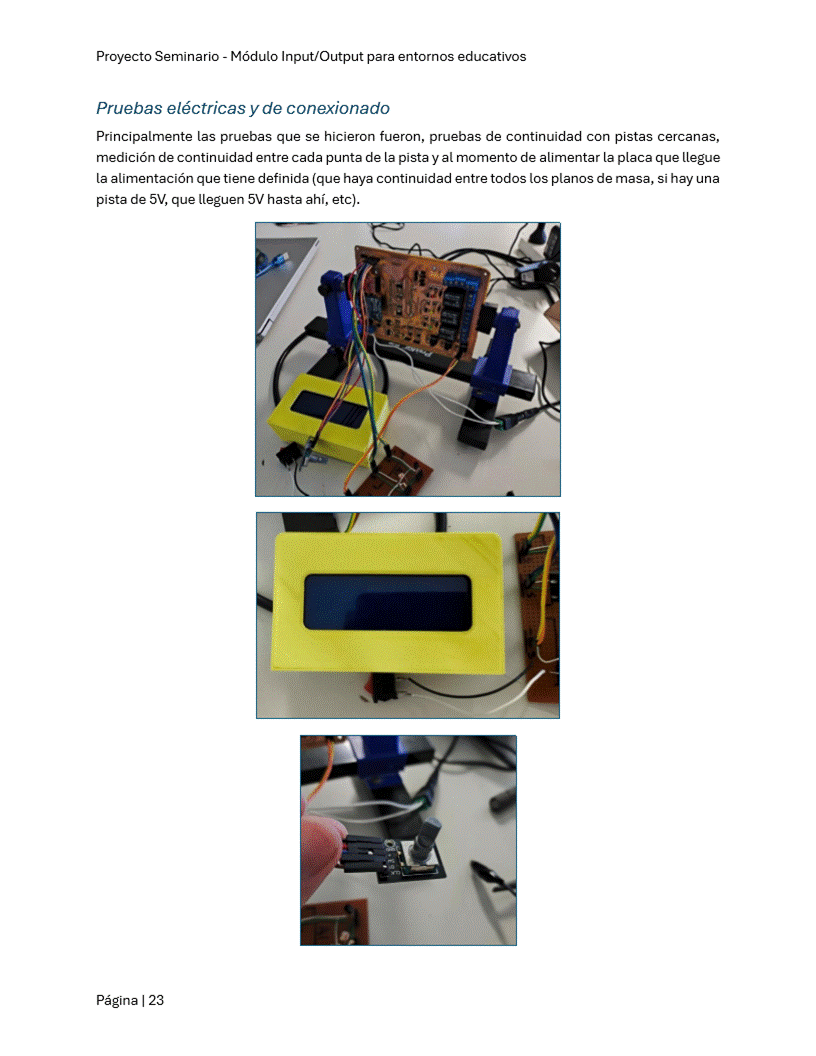 Proyecto Seminario - Módulo Input/Output para entornos educativos
Pruebas eléctricas y de conexionado
Principalmente las pruebas que se hicieron fueron, pruebas de continuidad con pistas cercanas,
medición de continuidad entre cada punta de la pista y al momento de alimentar la placa que llegue
la alimentación que tiene definida (que haya continuidad entre todos los planos de masa, si hay una
pista de 5V, que lleguen 5V hasta ahí, etc).
Página | 23